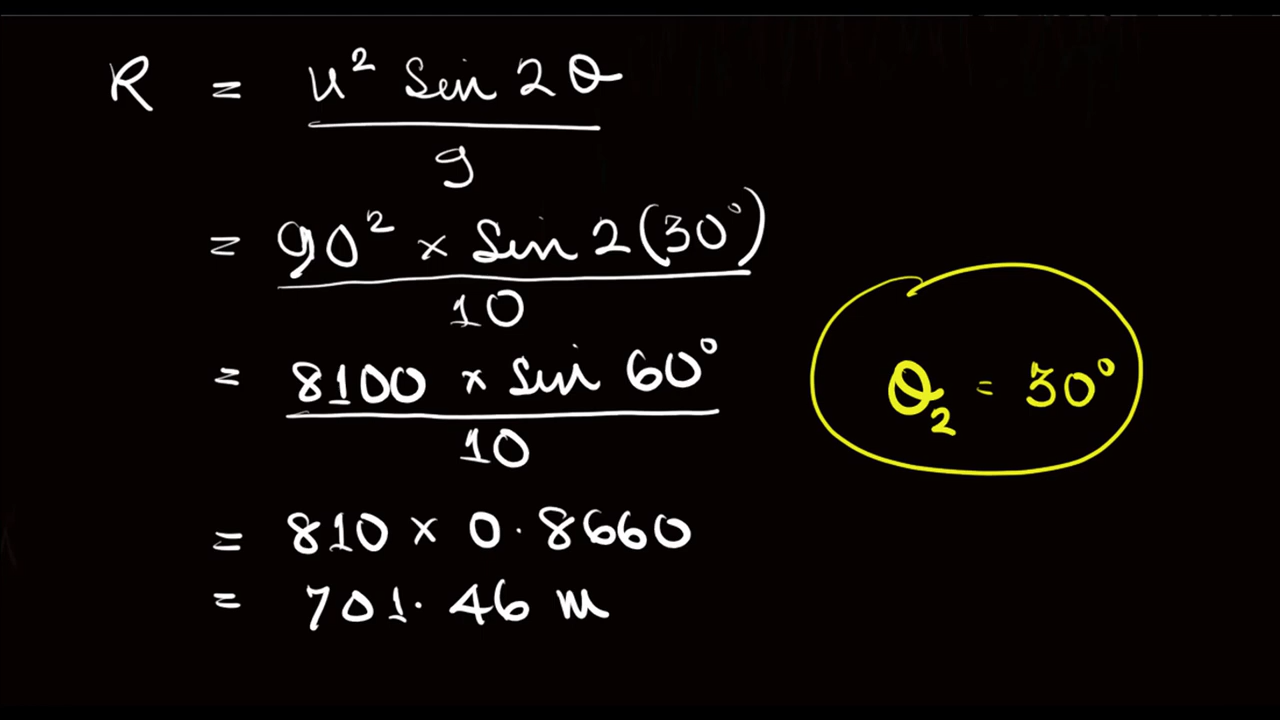 R = u² Sin 2θ
g
= 90² × Sin 2(30°)
10
= 8100 × Sin 60°
10
θ₂ = 30°
= 810 × 0.8660
= 701.46 m